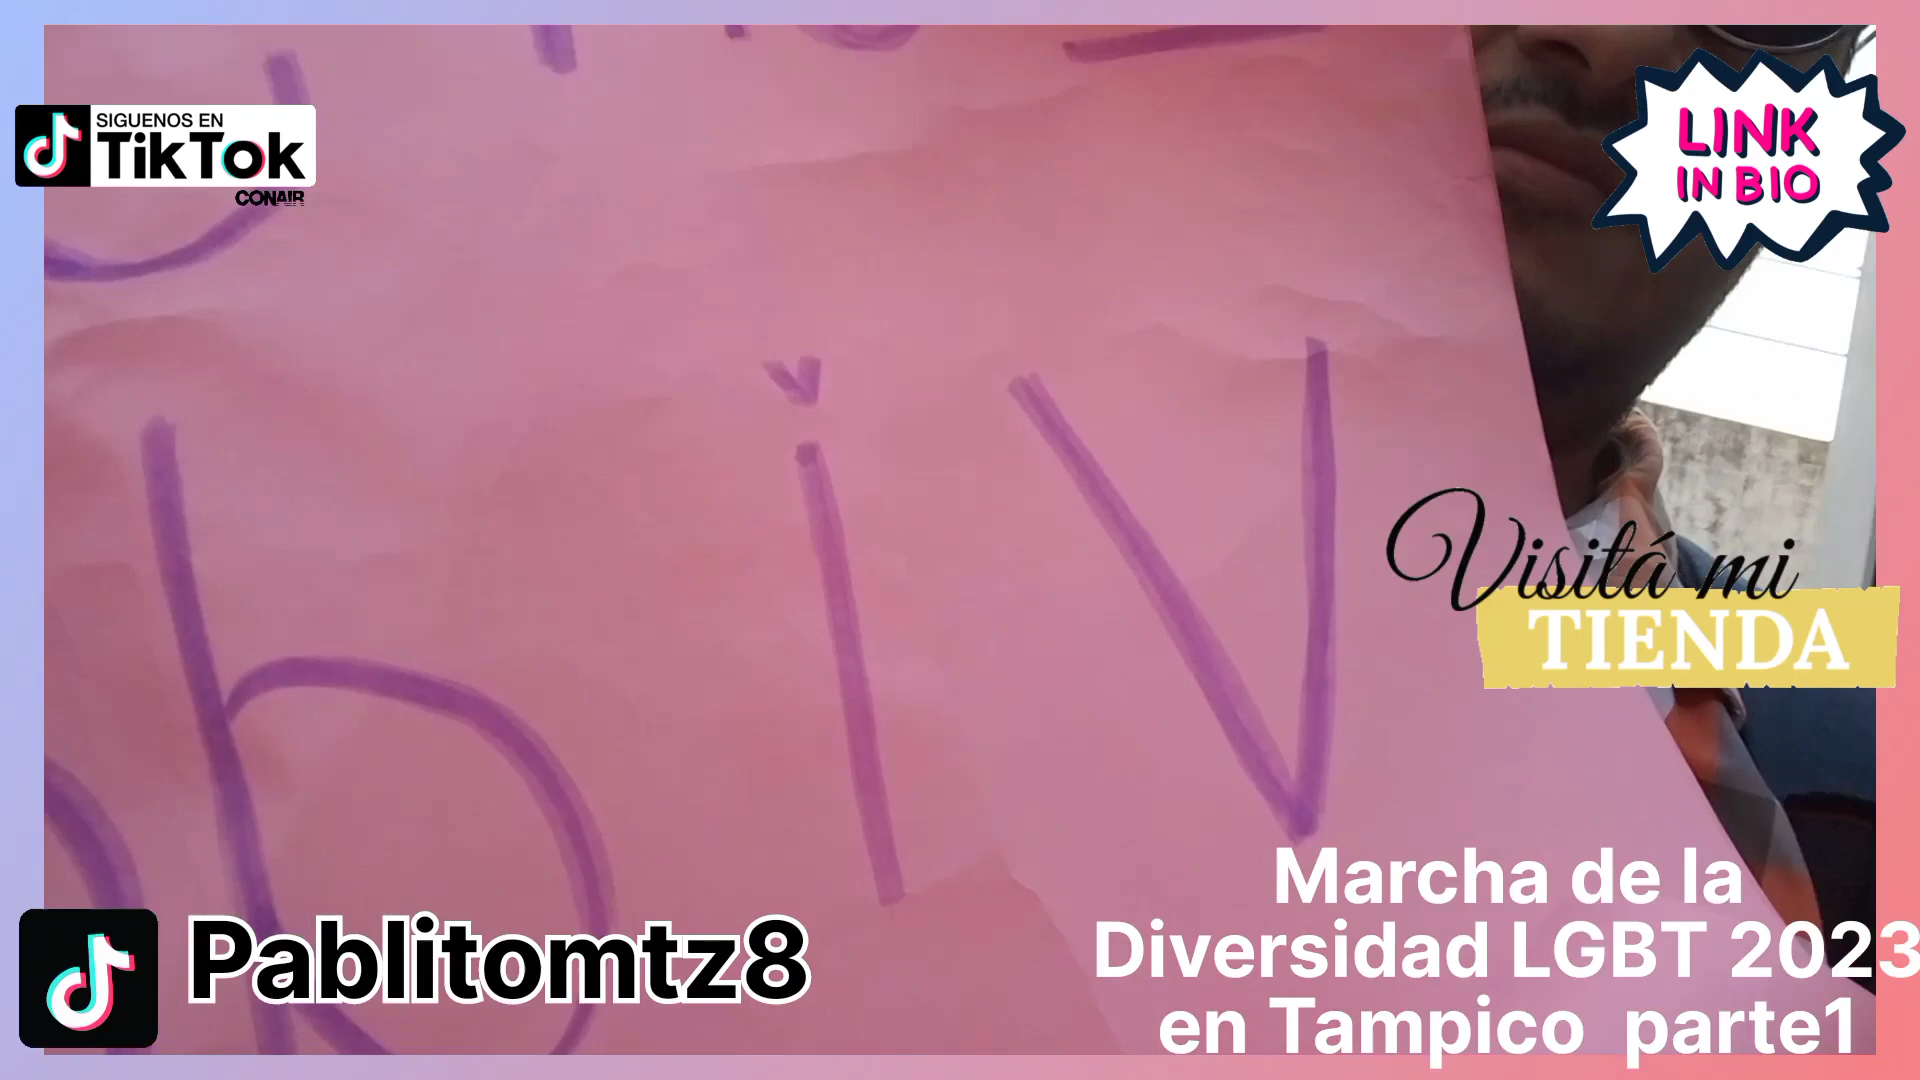 SIGUENOS EN
TikTok
CONAIR
LINK
IN BIO
i V
Visitá mi
TIENDA
Pablitomtz8
Marcha de la
Diversidad LGBT 2023
en Tampico parte1